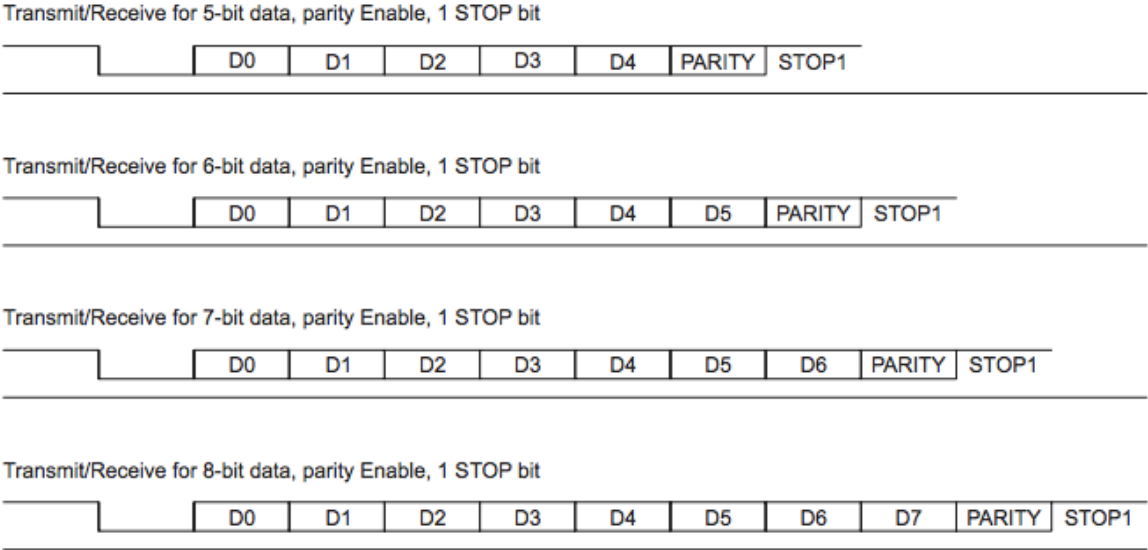 Transmit/Receive for 5-bit data, parity Enable, 1 STOP bit
D0 D1 D2 D3 D4 PARITY STOP1
Transmit/Receive for 6-bit data, parity Enable, 1 STOP bit
D0 D1 D2 D3 D4 D5 PARITY STOP1
Transmit/Receive for 7-bit data, parity Enable, 1 STOP bit
D0 D1 D2 D3 D4 D5 D6 PARITY STOP1
Transmit/Receive for 8-bit data, parity Enable, 1 STOP bit
D0 D1 D2 D3 D4 D5 D6 D7 PARITY STOP1